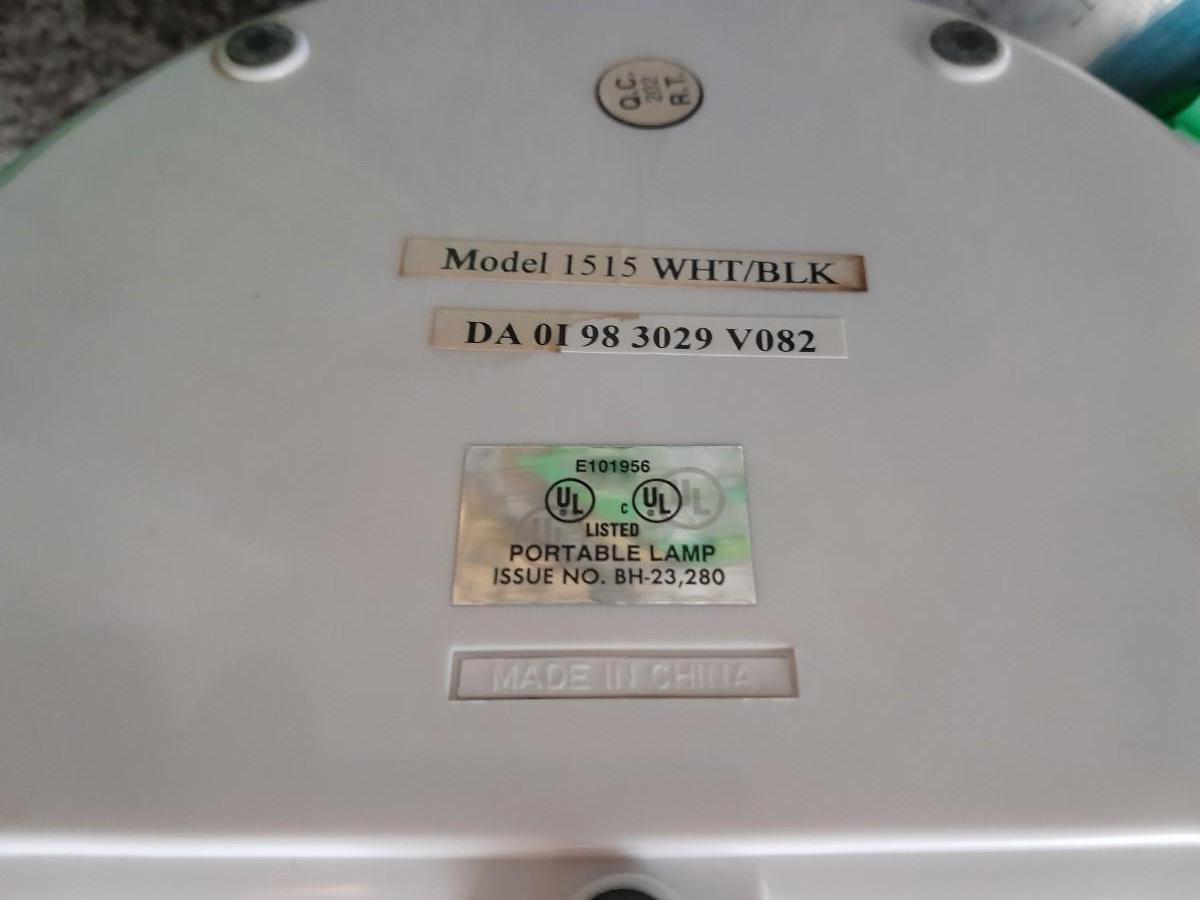 Q.C.
202
R.T.
Model 1515 WHT/BLK
DA 0I 98 3029 V082
E101956
UL c UL UL
LISTED
PORTABLE LAMP
ISSUE NO. BH-23,280
MADE IN CHINA